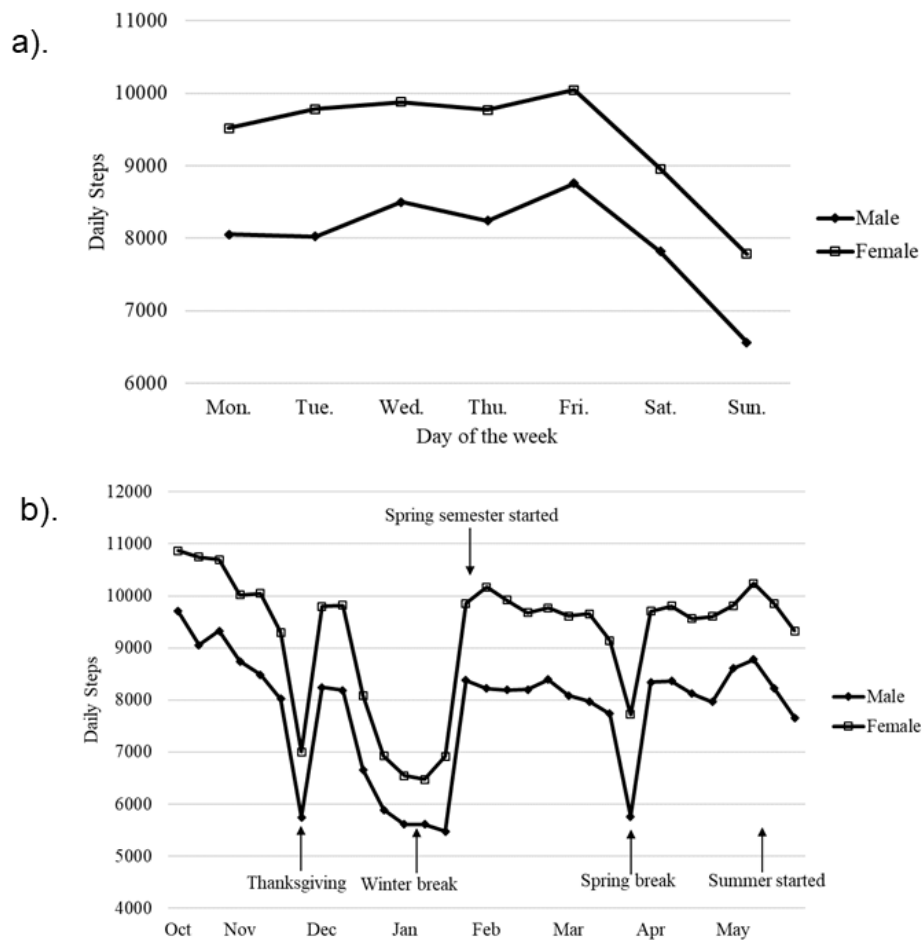 a).
11000
10000
9000
8000
7000
6000
Daily Steps
Mon. Tue. Wed. Thu. Fri. Sat. Sun.
Day of the week
Male
Female
b).
12000
11000
10000
9000
8000
7000
6000
5000
4000
Daily Steps
Spring semester started
Thanksgiving Winter break Spring break Summer started
Oct Nov Dec Jan Feb Mar Apr May
Male
Female